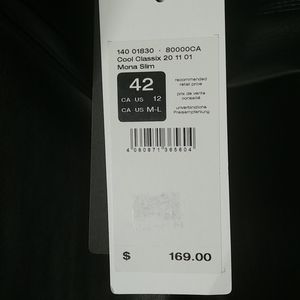 140 01830 - 80000CA
Cool Classix 20 11 01
Mona Slim
42
CA US 12
CA US M-L
recommended
retail price
prix de vente
conseillé
unverbindliche
Preisempfehlung
4 060871 365604
$ 169.00